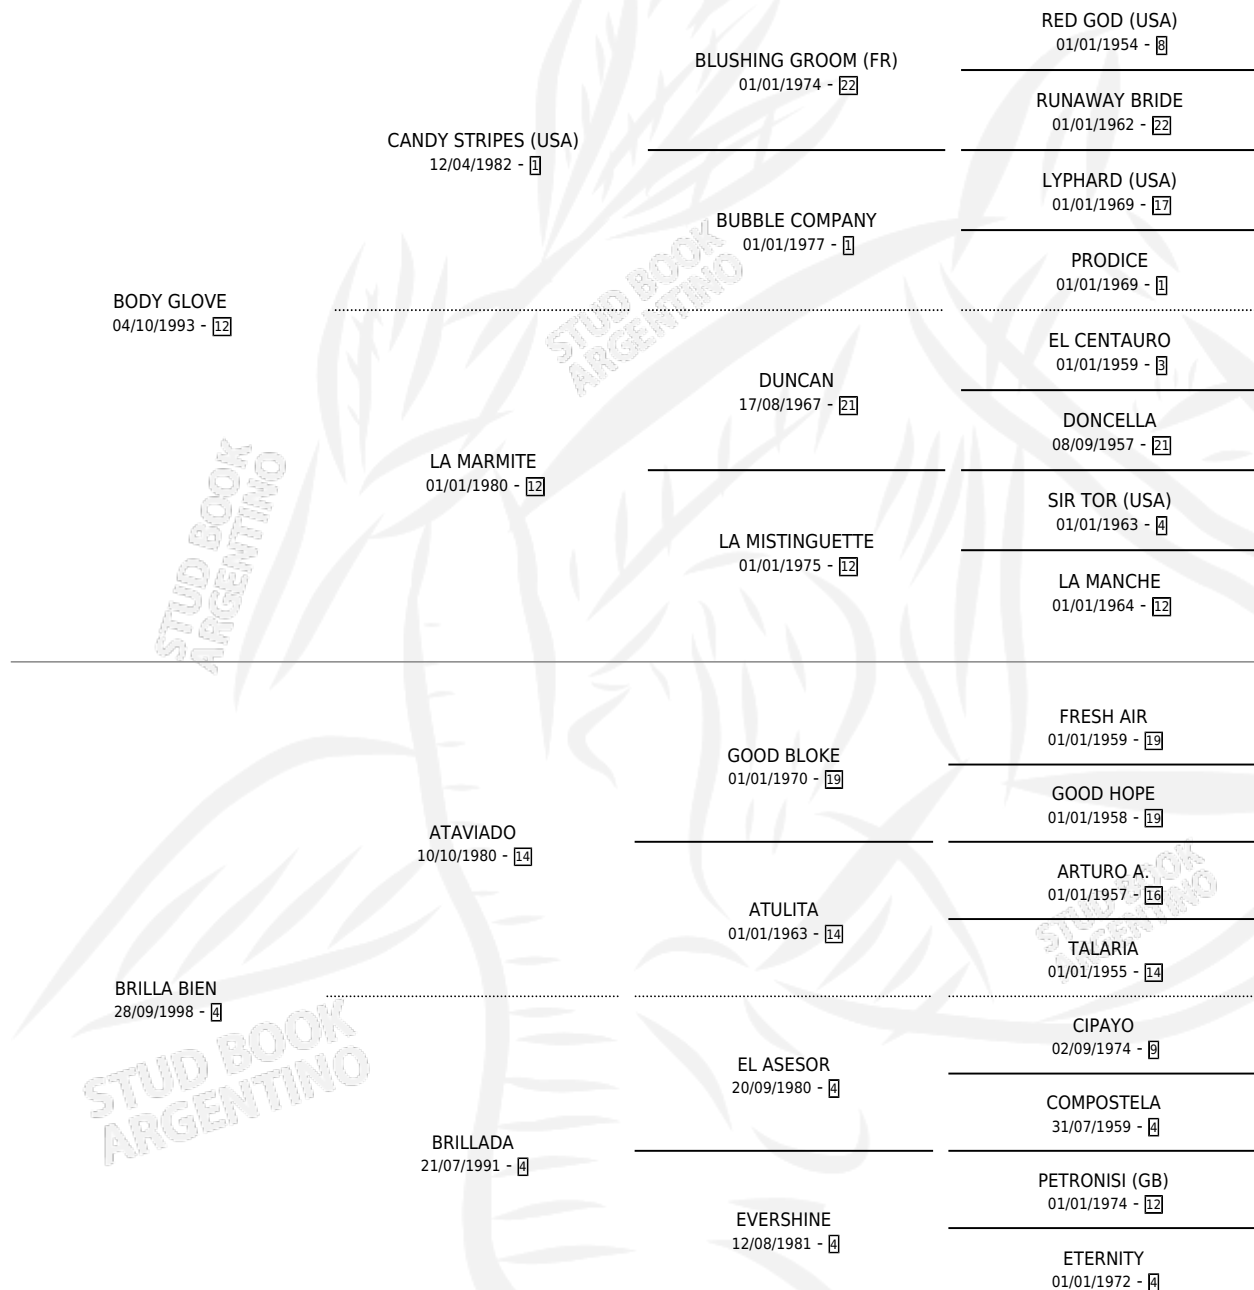 RED GOD (USA)
01/01/1954 - 8
BLUSHING GROOM (FR)
01/01/1974 - 22
RUNAWAY BRIDE
01/01/1962 - 22
CANDY STRIPES (USA)
12/04/1982 - 1
LYPHARD (USA)
01/01/1969 - 17
BUBBLE COMPANY
01/01/1977 - 1
PRODICE
01/01/1969 - 1
BODY GLOVE
04/10/1993 - 12
EL CENTAURO
01/01/1959 - 3
DUNCAN
17/08/1967 - 21
DONCELLA
08/09/1957 - 21
LA MARMITE
01/01/1980 - 12
SIR TOR (USA)
01/01/1963 - 4
LA MISTINGUETTE
01/01/1975 - 12
LA MANCHE
01/01/1964 - 12
FRESH AIR
01/01/1959 - 19
GOOD BLOKE
01/01/1970 - 19
GOOD HOPE
01/01/1958 - 19
ATAVIADO
10/10/1980 - 14
ARTURO A.
01/01/1957 - 16
ATULITA
01/01/1963 - 14
TALARIA
01/01/1955 - 14
BRILLA BIEN
28/09/1998 - 4
CIPAYO
02/09/1974 - 9
EL ASESOR
20/09/1980 - 4
COMPOSTELA
31/07/1959 - 4
BRILLADA
21/07/1991 - 4
PETRONISI (GB)
01/01/1974 - 12
EVERSHINE
12/08/1981 - 4
ETERNITY
01/01/1972 - 4
STUD BOOK
ARGENTINO
STUD BOOK
ARGENTINO
STUD BOOK
ARGENTINO
STUD BOOK
ARGENTINO